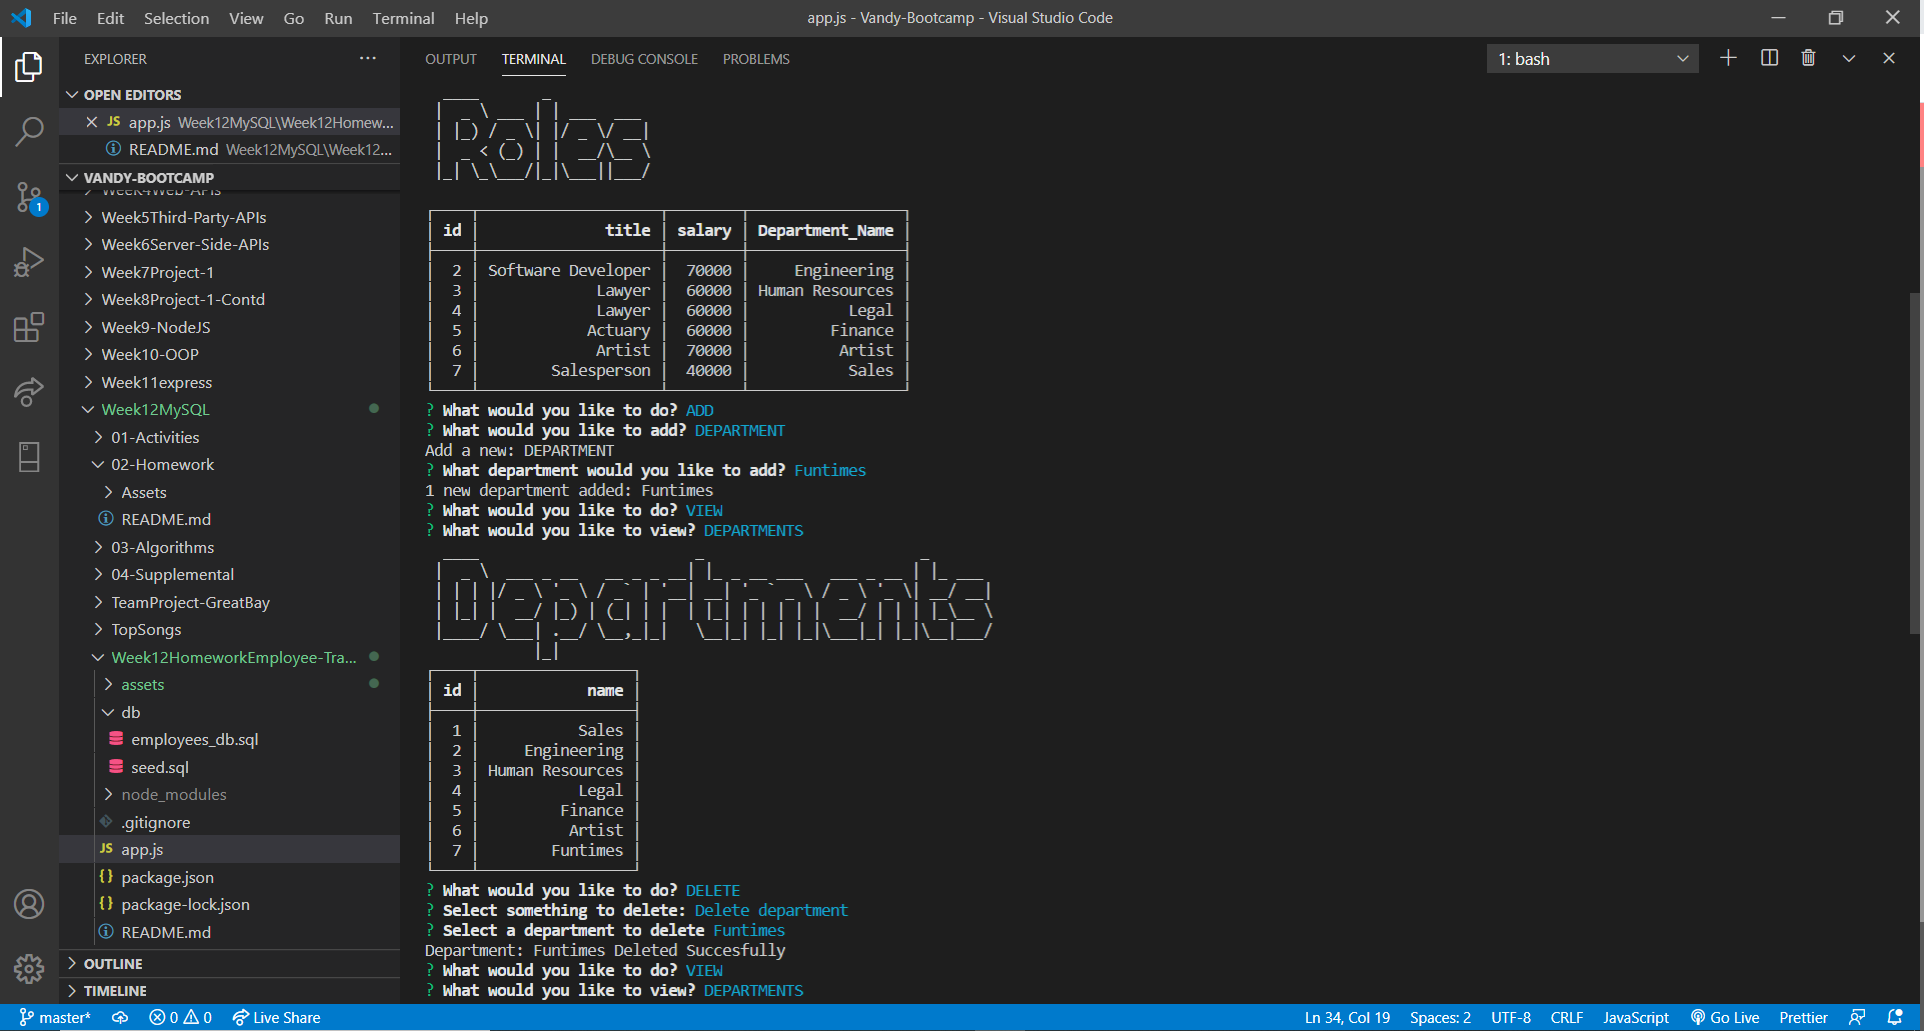 File Edit Selection View Go Run Terminal Help
app.js - Vandy-Bootcamp - Visual Studio Code
EXPLORER
OPEN EDITORS
JS app.js Week12MySQL\Week12Homew...
README.md Week12MySQL\Week12...
VANDY-BOOTCAMP
Week4Web-APIs
Week5Third-Party-APIs
Week6Server-Side-APIs
Week7Project-1
Week8Project-1-Contd
Week9-NodeJS
Week10-OOP
Week11express
Week12MySQL
01-Activities
02-Homework
Assets
README.md
03-Algorithms
04-Supplemental
TeamProject-GreatBay
TopSongs
Week12HomeworkEmployee-Tra...
assets
db
employees_db.sql
seed.sql
node_modules
.gitignore
JS app.js
{} package.json
{} package-lock.json
README.md
OUTLINE
TIMELINE
1
OUTPUT TERMINAL DEBUG CONSOLE PROBLEMS
1: bash
Roles
id title salary Department_Name
2 Software Developer 70000 Engineering
3 Lawyer 60000 Human Resources
4 Lawyer 60000 Legal
5 Actuary 60000 Finance
6 Artist 70000 Artist
7 Salesperson 40000 Sales
? What would you like to do? ADD
? What would you like to add? DEPARTMENT
Add a new: DEPARTMENT
? What department would you like to add? Funtimes
1 new department added: Funtimes
? What would you like to do? VIEW
? What would you like to view? DEPARTMENTS
Departments
id name
1 Sales
2 Engineering
3 Human Resources
4 Legal
5 Finance
6 Artist
7 Funtimes
? What would you like to do? DELETE
? Select something to delete: Delete department
? Select a department to delete Funtimes
Department: Funtimes Deleted Succesfully
? What would you like to do? VIEW
? What would you like to view? DEPARTMENTS
master* 0 0 Live Share
Ln 34, Col 19 Spaces: 2 UTF-8 CRLF JavaScript Go Live Prettier